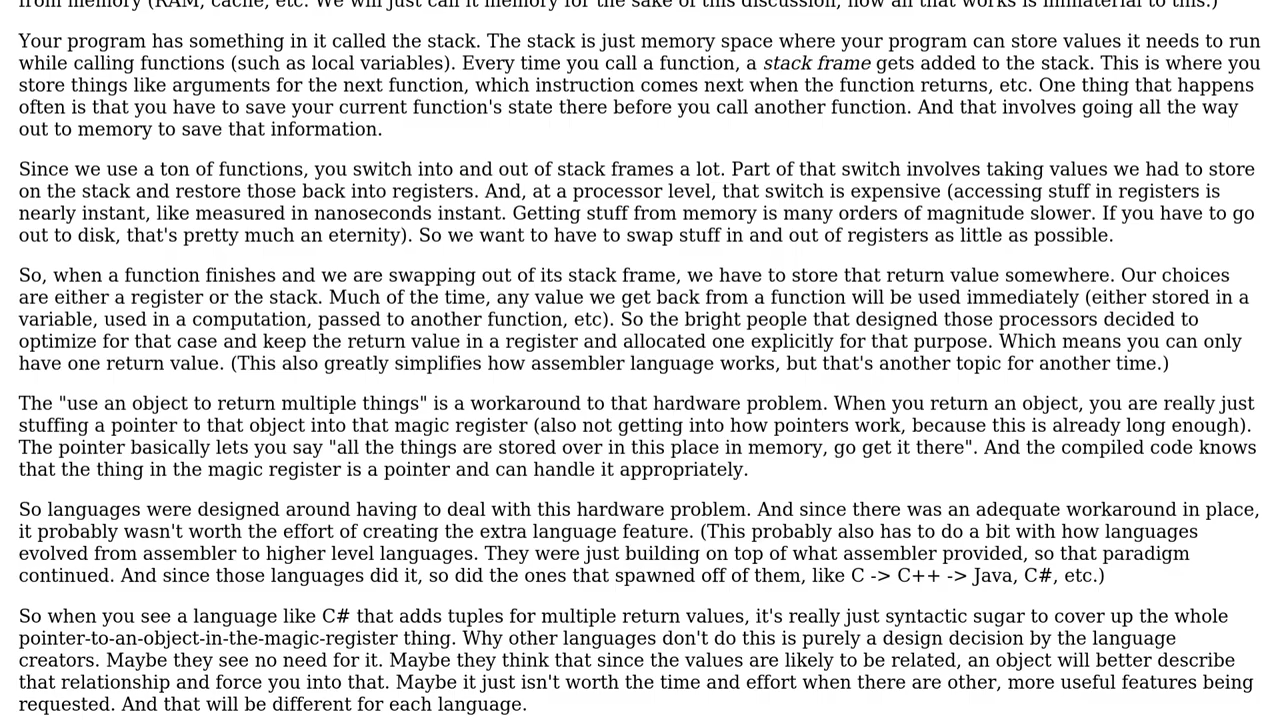 from memory (RAM, cache, etc. We will just call it memory for the sake of this discussion, how all that works is immaterial to this.)
Your program has something in it called the stack. The stack is just memory space where your program can store values it needs to run
while calling functions (such as local variables). Every time you call a function, a stack frame gets added to the stack. This is where you
store things like arguments for the next function, which instruction comes next when the function returns, etc. One thing that happens
often is that you have to save your current function's state there before you call another function. And that involves going all the way
out to memory to save that information.
Since we use a ton of functions, you switch into and out of stack frames a lot. Part of that switch involves taking values we had to store
on the stack and restore those back into registers. And, at a processor level, that switch is expensive (accessing stuff in registers is
nearly instant, like measured in nanoseconds instant. Getting stuff from memory is many orders of magnitude slower. If you have to go
out to disk, that's pretty much an eternity). So we want to have to swap stuff in and out of registers as little as possible.
So, when a function finishes and we are swapping out of its stack frame, we have to store that return value somewhere. Our choices
are either a register or the stack. Much of the time, any value we get back from a function will be used immediately (either stored in a
variable, used in a computation, passed to another function, etc). So the bright people that designed those processors decided to
optimize for that case and keep the return value in a register and allocated one explicitly for that purpose. Which means you can only
have one return value. (This also greatly simplifies how assembler language works, but that's another topic for another time.)
The "use an object to return multiple things" is a workaround to that hardware problem. When you return an object, you are really just
stuffing a pointer to that object into that magic register (also not getting into how pointers work, because this is already long enough).
The pointer basically lets you say "all the things are stored over in this place in memory, go get it there". And the compiled code knows
that the thing in the magic register is a pointer and can handle it appropriately.
So languages were designed around having to deal with this hardware problem. And since there was an adequate workaround in place,
it probably wasn't worth the effort of creating the extra language feature. (This probably also has to do a bit with how languages
evolved from assembler to higher level languages. They were just building on top of what assembler provided, so that paradigm
continued. And since those languages did it, so did the ones that spawned off of them, like C -> C++ -> Java, C#, etc.)
So when you see a language like C# that adds tuples for multiple return values, it's really just syntactic sugar to cover up the whole
pointer-to-an-object-in-the-magic-register thing. Why other languages don't do this is purely a design decision by the language
creators. Maybe they see no need for it. Maybe they think that since the values are likely to be related, an object will better describe
that relationship and force you into that. Maybe it just isn't worth the time and effort when there are other, more useful features being
requested. And that will be different for each language.